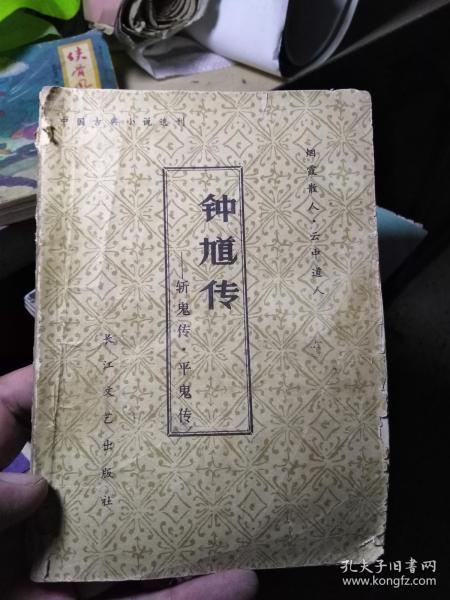 中国古典小说选刊
烟霞散人·云中道人
钟馗传
——斩鬼传 平鬼传
长江文艺出版社
孔夫子旧书网
www.kongfz.com